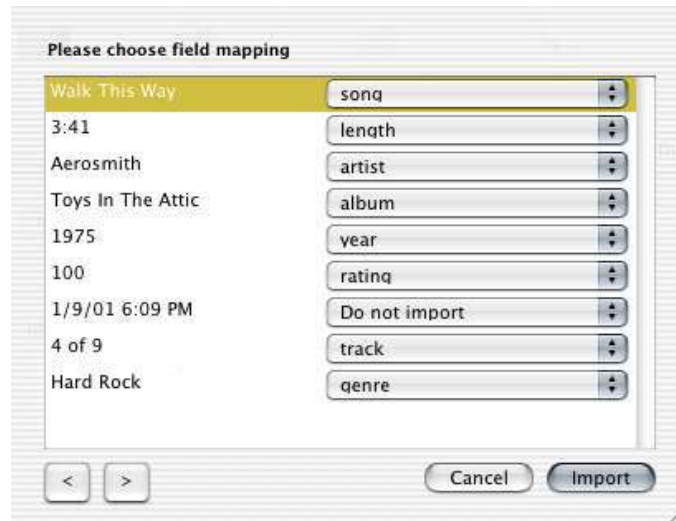 Please choose field mapping
Walk This Way song
3:41 length
Aerosmith artist
Toys In The Attic album
1975 year
100 rating
1/9/01 6:09 PM Do not import
4 of 9 track
Hard Rock genre
< > Cancel Import